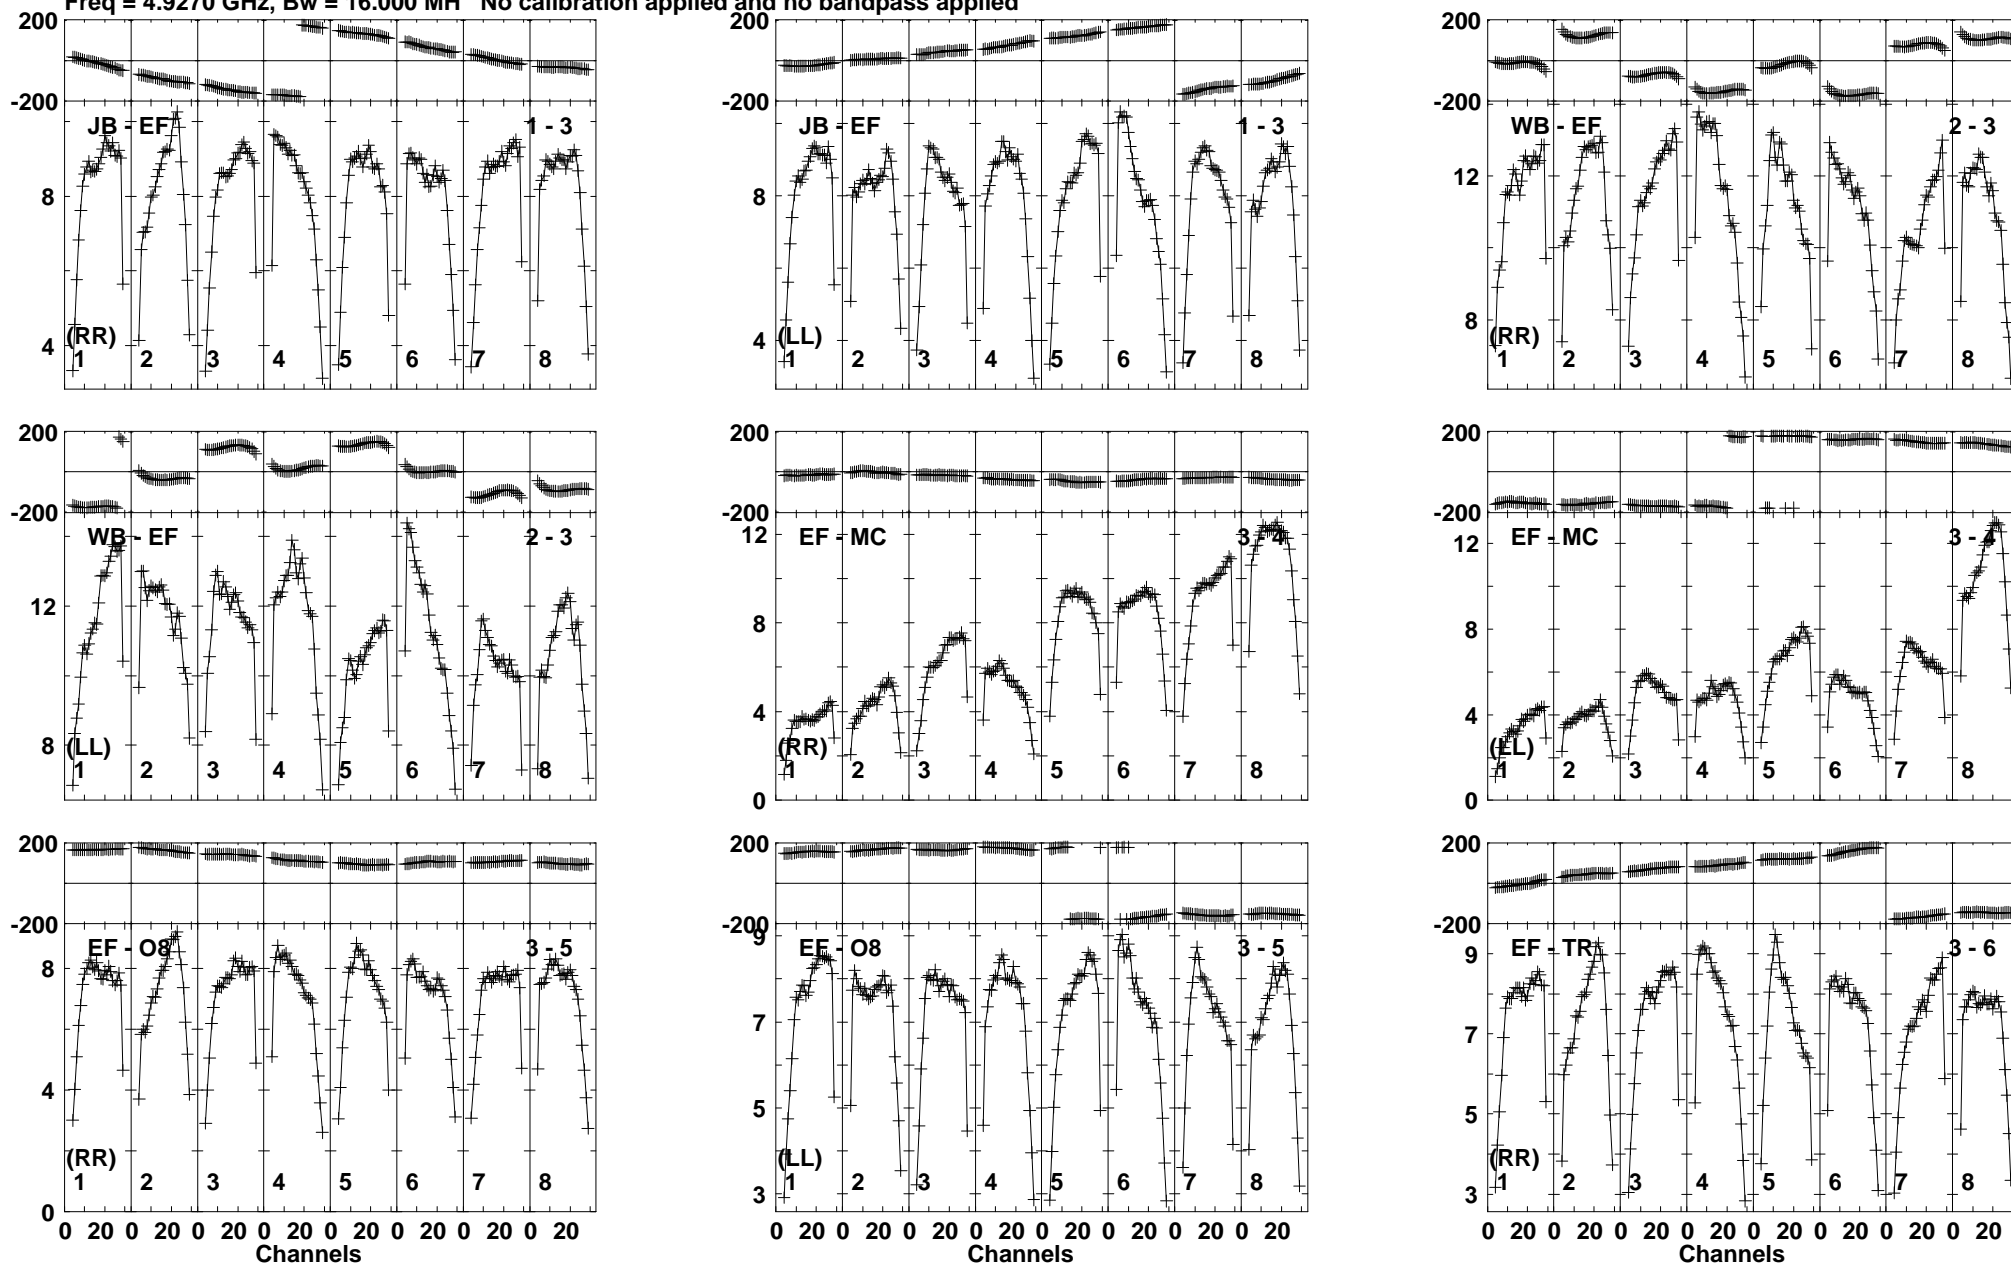 Freq = 4.9270 GHz, Bw = 16.000 MH No calibration applied and no bandpass applied
200 200 200
-200 -200 -200
JB - EF 1 - 3 JB - EF 1 - 3 WB - EF 2 - 3
8 8 12
4 4 8
(RR) (LL) (RR)
1 2 3 4 5 6 7 8 1 2 3 4 5 6 7 8 1 2 3 4 5 6 7 8
200 200 200
-200 -200 -200
WB - EF 2 - 3 EF - MC 3 - 4 EF - MC 3 - 4
12 12 12
8 8 8
4 4
(LL) (RR) (LL)
1 2 3 4 5 6 7 8 1 2 3 4 5 6 7 8 1 2 3 4 5 6 7 8
0 0
200 200 200
-200 -200 -200
EF - O8 3 - 5 EF - O8 3 - 5 EF - TR 3 - 6
8 9 9
4 7 7
5 5
(RR) (LL) (RR)
1 2 3 4 5 6 7 8 1 2 3 4 5 6 7 8 1 2 3 4 5 6 7 8
0 3 3
0 20 0 20 0 20 0 20 0 20 0 20 0 20 0 20 0 20 0 20 0 20 0 20 0 20 0 20 0 20 0 20 0 20 0 20 0 20 0 20 0 20 0 20 0 20 0 20
Channels Channels Channels